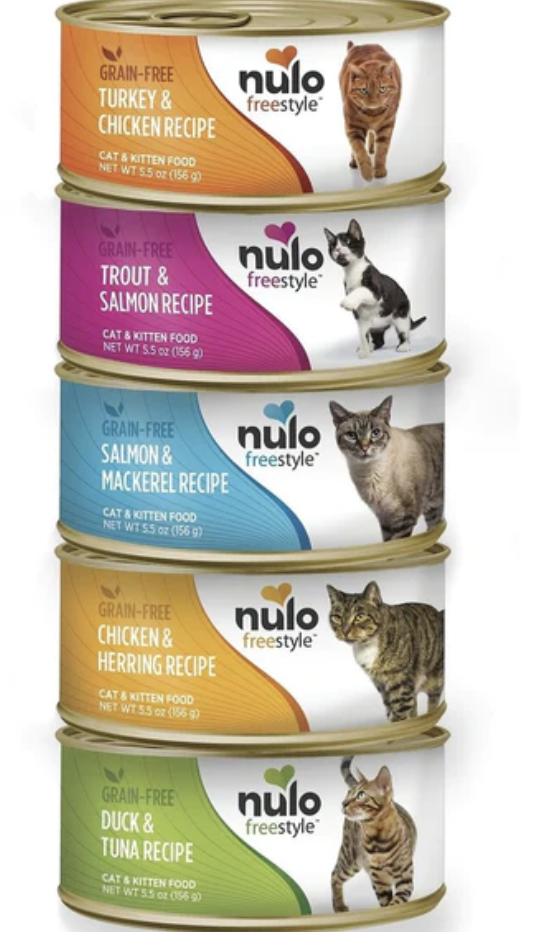 GRAIN-FREE
TURKEY &
CHICKEN RECIPE
CAT & KITTEN FOOD
NET WT 5.5 oz (156 g)
nulo
freestyle™
GRAIN-FREE
TROUT &
SALMON RECIPE
CAT & KITTEN FOOD
NET WT 5.5 oz (156 g)
nulo
freestyle™
GRAIN-FREE
SALMON &
MACKEREL RECIPE
CAT & KITTEN FOOD
NET WT 5.5 oz (156 g)
nulo
freestyle™
GRAIN-FREE
CHICKEN &
HERRING RECIPE
CAT & KITTEN FOOD
NET WT 5.5 oz (156 g)
nulo
freestyle™
GRAIN-FREE
DUCK &
TUNA RECIPE
CAT & KITTEN FOOD
NET WT 5.5 oz (156 g)
nulo
freestyle™